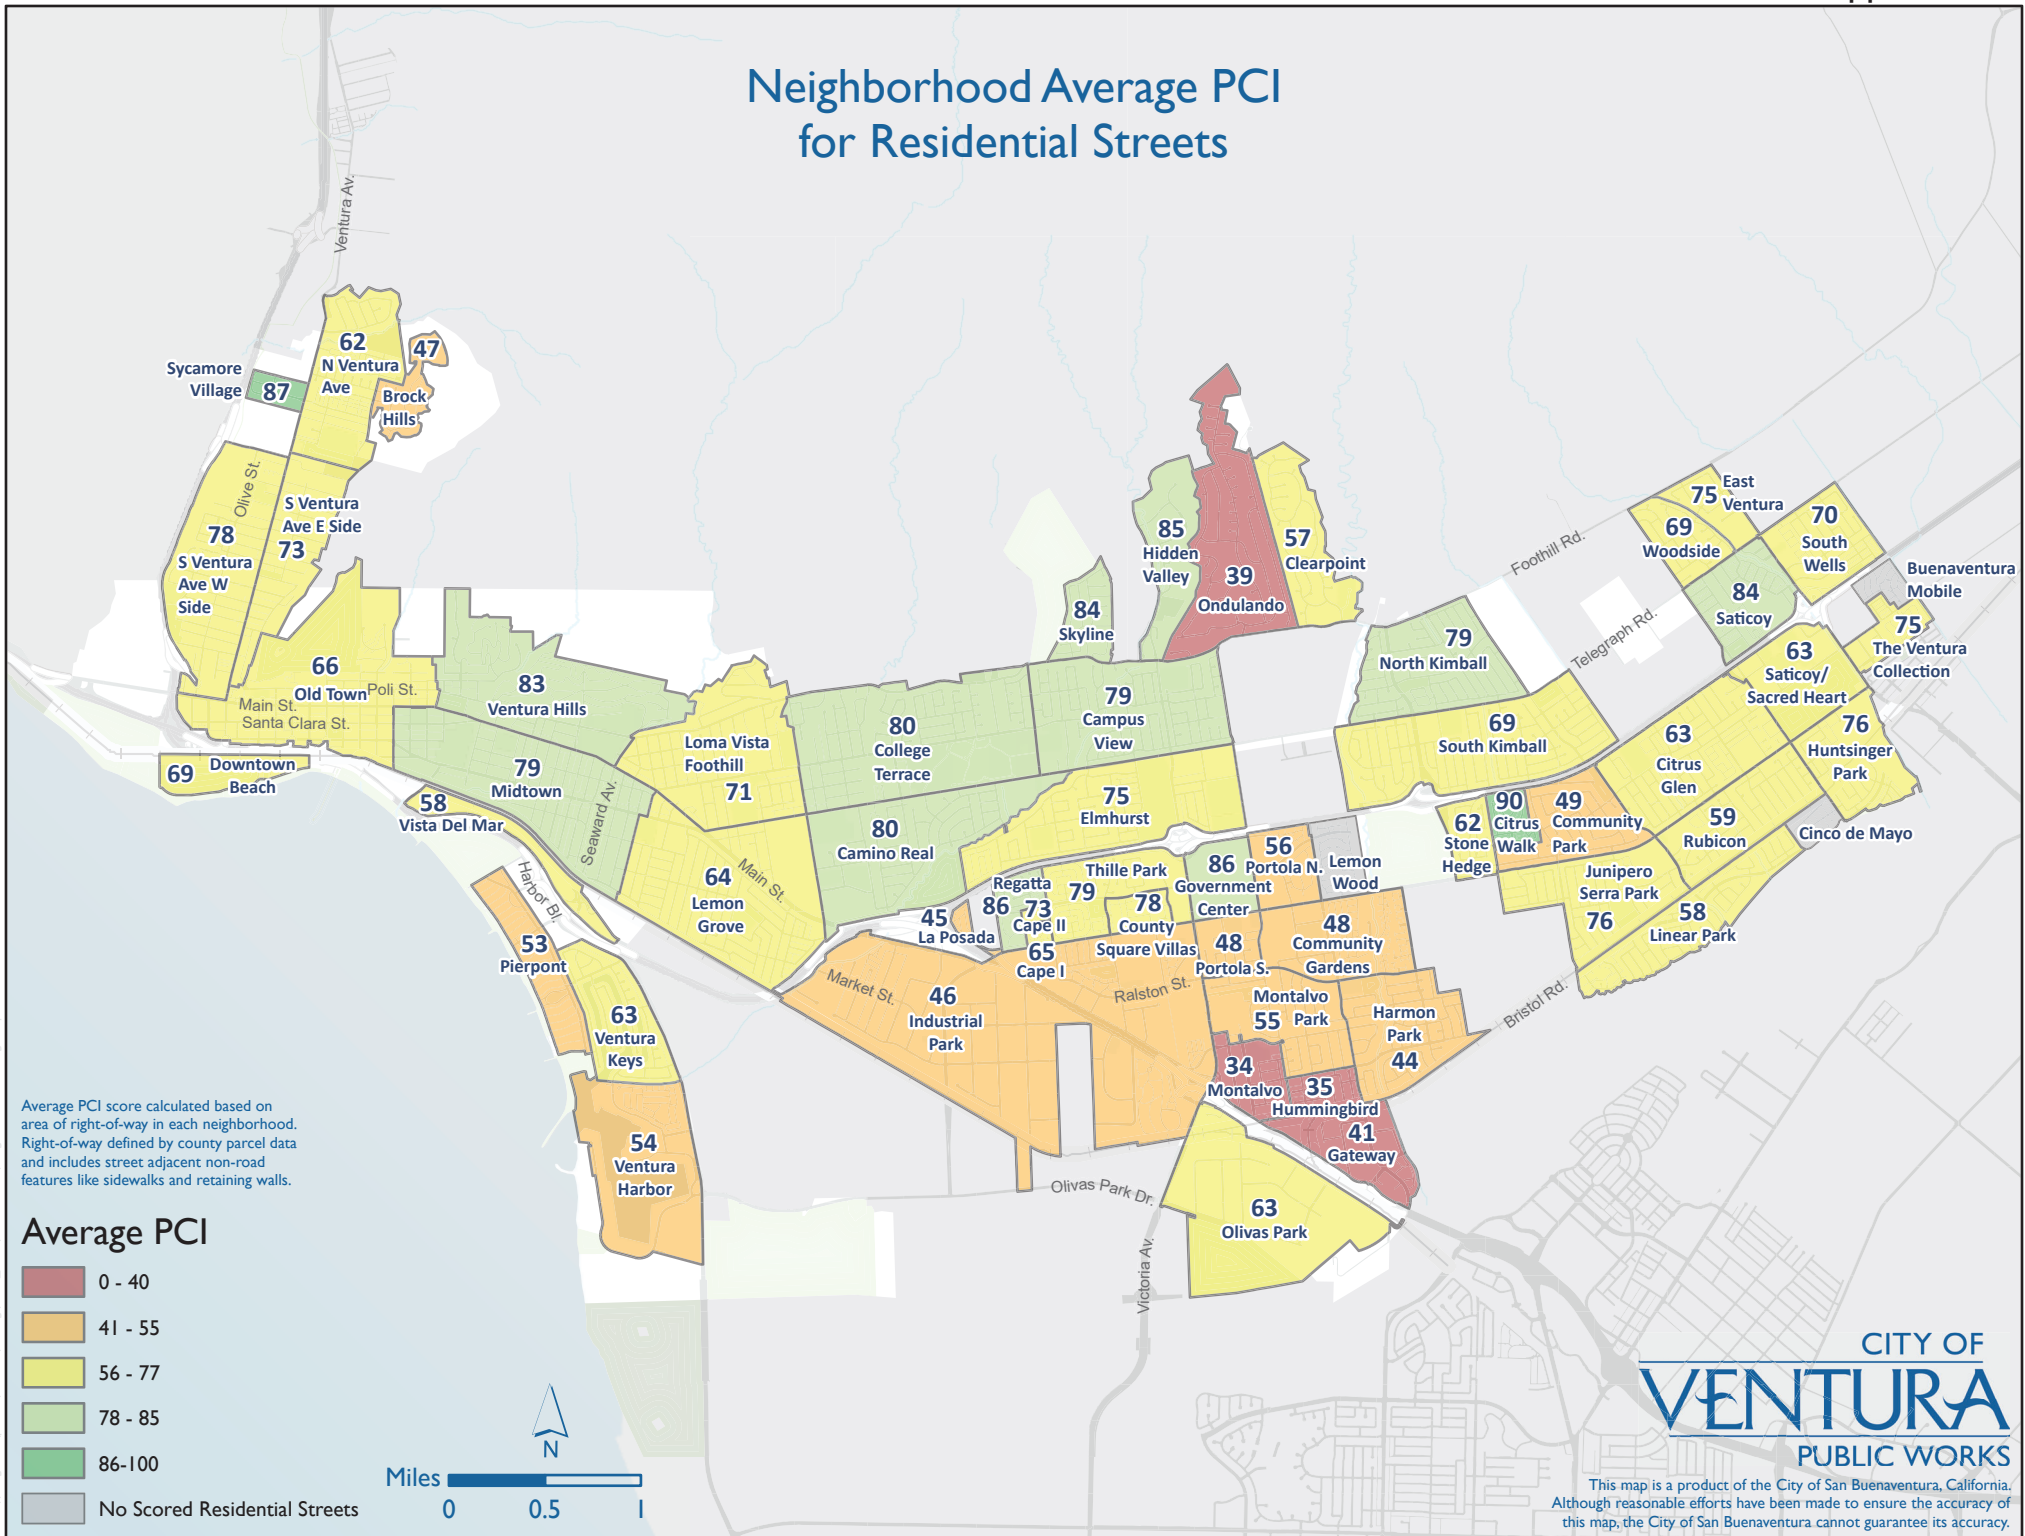 Neighborhood Average PCI
for Residential Streets
Ventura Av.
62
N Ventura
Ave
47
Brock
Hills
Sycamore
Village
87
Olive St.
S Ventura
Ave E Side
73
78
S Ventura
Ave W
Side
66
Old Town
Poli St.
Main St.
Santa Clara St.
69
Downtown
Beach
83
Ventura Hills
79
Midtown
Seaward Av.
58
Vista Del Mar
Harbor Bl.
Loma Vista
Foothill
71
64
Lemon
Grove
Main St.
53
Pierpont
63
Ventura
Keys
54
Ventura
Harbor
80
College
Terrace
80
Camino Real
84
Skyline
85
Hidden
Valley
39
Ondulando
57
Clearpoint
79
Campus
View
75
Elmhurst
45
La Posada
Regatta
86
73
Cape II
65
Cape I
Thille Park
79
78
County
Square Villas
86
Government
Center
56
Portola N.
Lemon
Wood
48
Portola S.
48
Community
Gardens
46
Industrial
Park
Market St.
Ralston St.
Montalvo
Park
55
Harmon
Park
44
34
Montalvo
35
Hummingbird
41
Gateway
63
Olivas Park
Olivas Park Dr.
Victoria Av.
Bristol Rd.
Foothill Rd.
Telegraph Rd.
79
North Kimball
69
South Kimball
62
Stone
Hedge
90
Citrus
Walk
49
Community
Park
63
Citrus
Glen
59
Rubicon
Junipero
Serra Park
76
58
Linear Park
75
East
Ventura
69
Woodside
70
South
Wells
84
Saticoy
Buenaventura
Mobile
75
The Ventura
Collection
63
Saticoy/
Sacred Heart
76
Huntsinger
Park
Cinco de Mayo
Average PCI score calculated based on
area of right-of-way in each neighborhood.
Right-of-way defined by county parcel data
and includes street adjacent non-road
features like sidewalks and retaining walls.
Average PCI
0 - 40
41 - 55
56 - 77
78 - 85
86-100
No Scored Residential Streets
N
Miles
0 0.5 1
CITY OF
VENTURA
PUBLIC WORKS
This map is a product of the City of San Buenaventura, California.
Although reasonable efforts have been made to ensure the accuracy of
this map, the City of San Buenaventura cannot guarantee its accuracy.